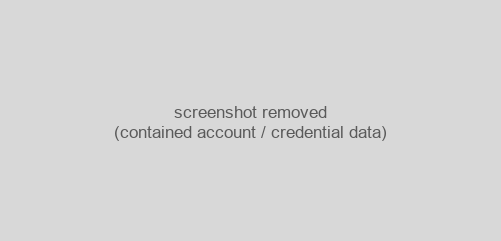 screenshot removed
(contained account / credential data)